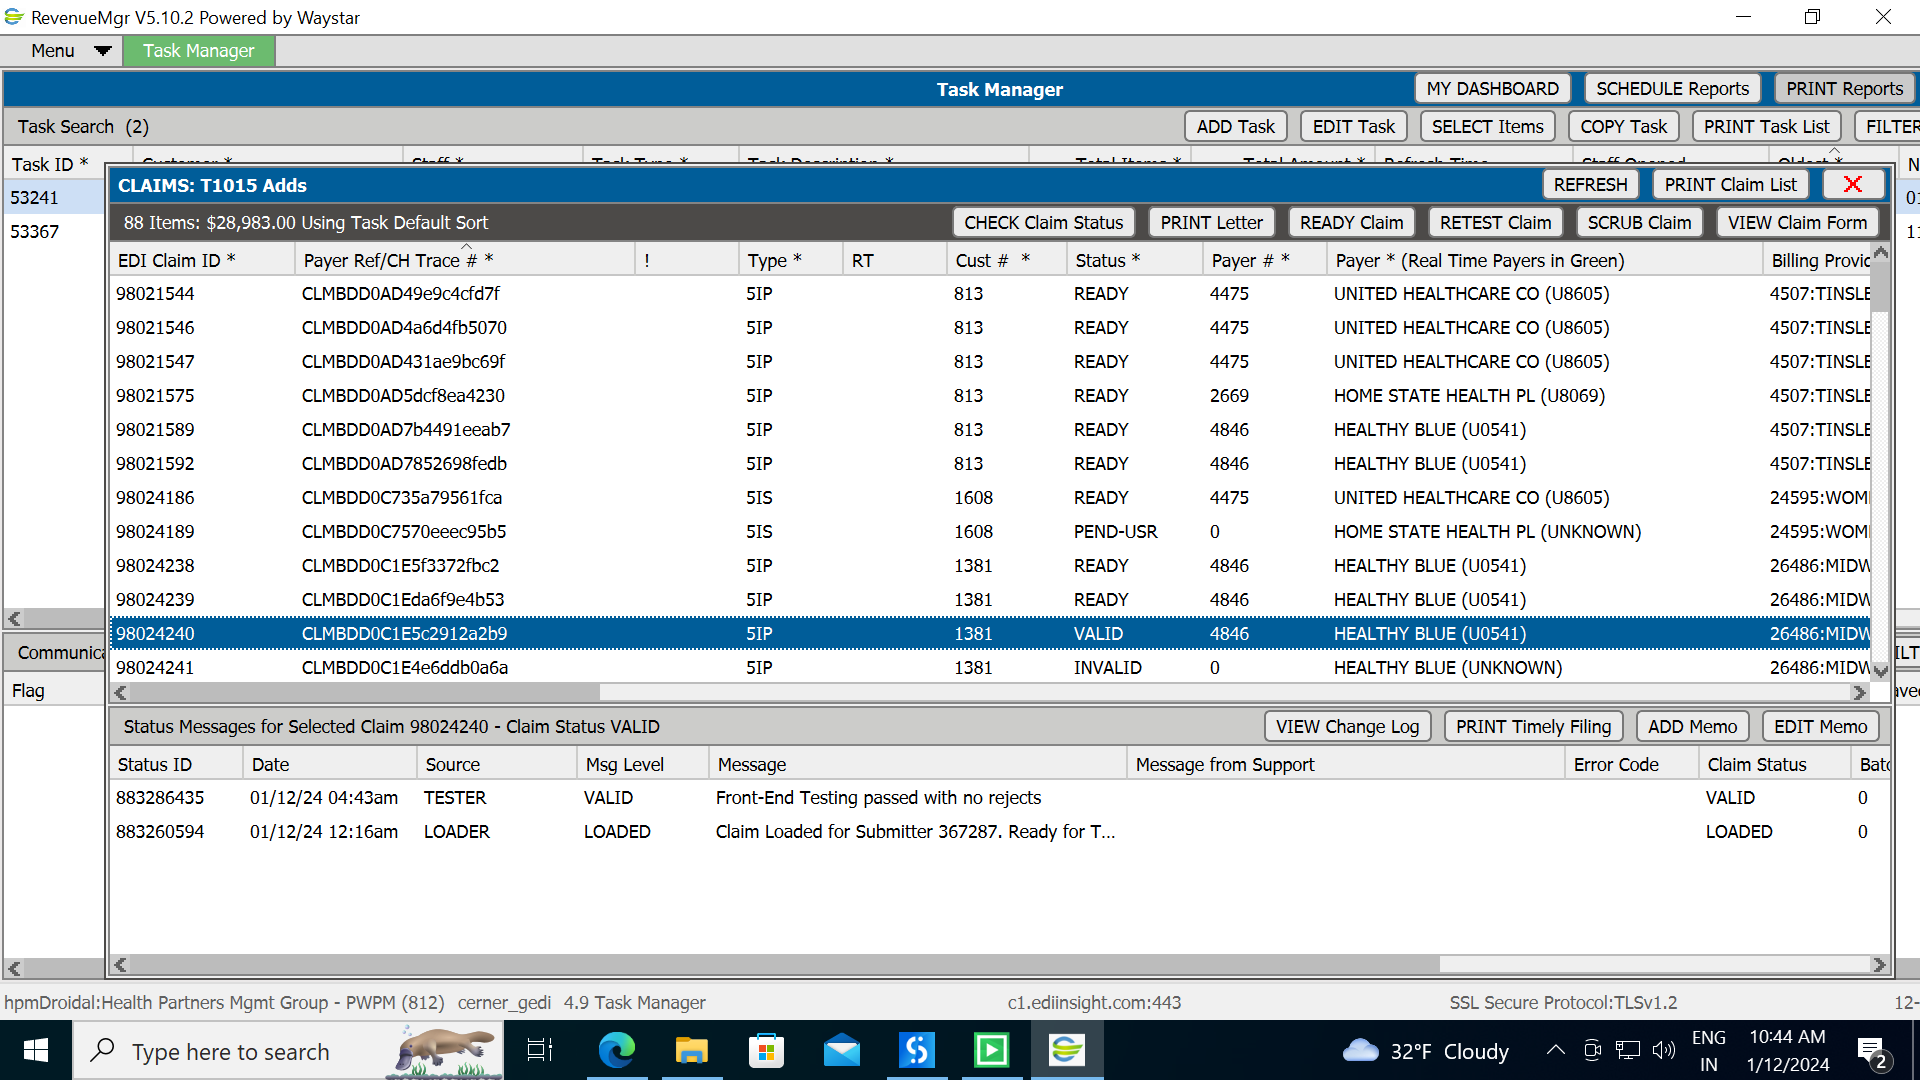 RevenueMgr V5.10.2 Powered by Waystar
Menu Task Manager
Task Manager MY DASHBOARD SCHEDULE Reports PRINT Reports
Task Search (2) ADD Task EDIT Task SELECT Items COPY Task PRINT Task List FILTER
Task ID * Customer * Staff * Task Type * Task Description * Total Items * Total Amount * Refresh Time Staff Opened Oldest * N
53241
53367
CLAIMS: T1015 Adds REFRESH PRINT Claim List X
88 Items: $28,983.00 Using Task Default Sort CHECK Claim Status PRINT Letter READY Claim RETEST Claim SCRUB Claim VIEW Claim Form
EDI Claim ID * Payer Ref/CH Trace # * ! Type * RT Cust # * Status * Payer # * Payer * (Real Time Payers in Green) Billing Provid
98021544 CLMBDD0AD49e9c4cfd7f 5IP 813 READY 4475 UNITED HEALTHCARE CO (U8605) 4507:TINSLE
98021546 CLMBDD0AD4a6d4fb5070 5IP 813 READY 4475 UNITED HEALTHCARE CO (U8605) 4507:TINSLE
98021547 CLMBDD0AD431ae9bc69f 5IP 813 READY 4475 UNITED HEALTHCARE CO (U8605) 4507:TINSLE
98021575 CLMBDD0AD5dcf8ea4230 5IP 813 READY 2669 HOME STATE HEALTH PL (U8069) 4507:TINSLE
98021589 CLMBDD0AD7b4491eeab7 5IP 813 READY 4846 HEALTHY BLUE (U0541) 4507:TINSLE
98021592 CLMBDD0AD7852698fedb 5IP 813 READY 4846 HEALTHY BLUE (U0541) 4507:TINSLE
98024186 CLMBDD0C735a79561fca 5IS 1608 READY 4475 UNITED HEALTHCARE CO (U8605) 24595:WOM
98024189 CLMBDD0C7570eeec95b5 5IS 1608 PEND-USR 0 HOME STATE HEALTH PL (UNKNOWN) 24595:WOM
98024238 CLMBDD0C1E5f3372fbc2 5IP 1381 READY 4846 HEALTHY BLUE (U0541) 26486:MIDW
98024239 CLMBDD0C1Eda6f9e4b53 5IP 1381 READY 4846 HEALTHY BLUE (U0541) 26486:MIDW
98024240 CLMBDD0C1E5c2912a2b9 5IP 1381 VALID 4846 HEALTHY BLUE (U0541) 26486:MIDW
98024241 CLMBDD0C1E4e6ddb0a6a 5IP 1381 INVALID 0 HEALTHY BLUE (UNKNOWN) 26486:MIDW
Communica
Flag
Status Messages for Selected Claim 98024240 - Claim Status VALID VIEW Change Log PRINT Timely Filing ADD Memo EDIT Memo
Status ID Date Source Msg Level Message Message from Support Error Code Claim Status Batc
883286435 01/12/24 04:43am TESTER VALID Front-End Testing passed with no rejects VALID 0
883260594 01/12/24 12:16am LOADER LOADED Claim Loaded for Submitter 367287. Ready for T... LOADED 0
hpmDroidal:Health Partners Mgmt Group - PWPM (812) cerner_gedi 4.9 Task Manager c1.ediinsight.com:443 SSL Secure Protocol:TLSv1.2 12-
Type here to search 32°F Cloudy ENG IN 10:44 AM 1/12/2024 2